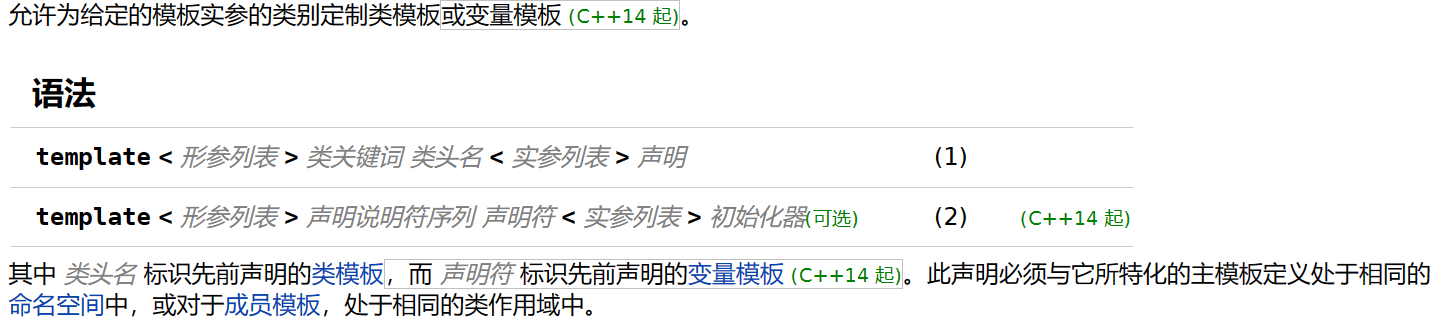 允许为给定的模板实参的类别定制类模板或变量模板 (C++14 起)。
语法
template < 形参列表 > 类关键词 类头名 < 实参列表 > 声明 (1)
template < 形参列表 > 声明说明符序列 声明符 < 实参列表 > 初始化器(可选) (2) (C++14 起)
其中 类头名 标识先前声明的类模板，而 声明符 标识先前声明的变量模板 (C++14 起)。此声明必须与它所特化的主模板定义处于相同的
命名空间中，或对于成员模板，处于相同的类作用域中。